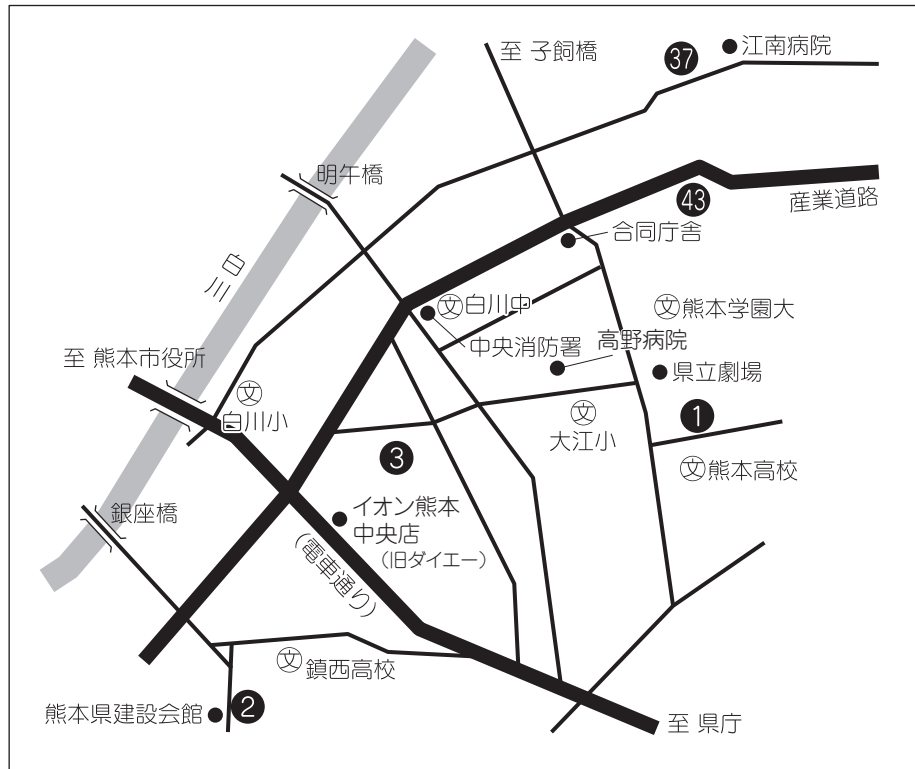 至 子飼橋
37
江南病院
明午橋
43
産業道路
合同庁舎
白川
文白川中
文熊本学園大
中央消防署
高野病院
至 熊本市役所
文
白川小
県立劇場
1
文
大江小
3
文熊本高校
銀座橋
イオン熊本
中央店
(旧ダイエー)
(電車通り)
文鎮西高校
熊本県建設会館
2
至 県庁